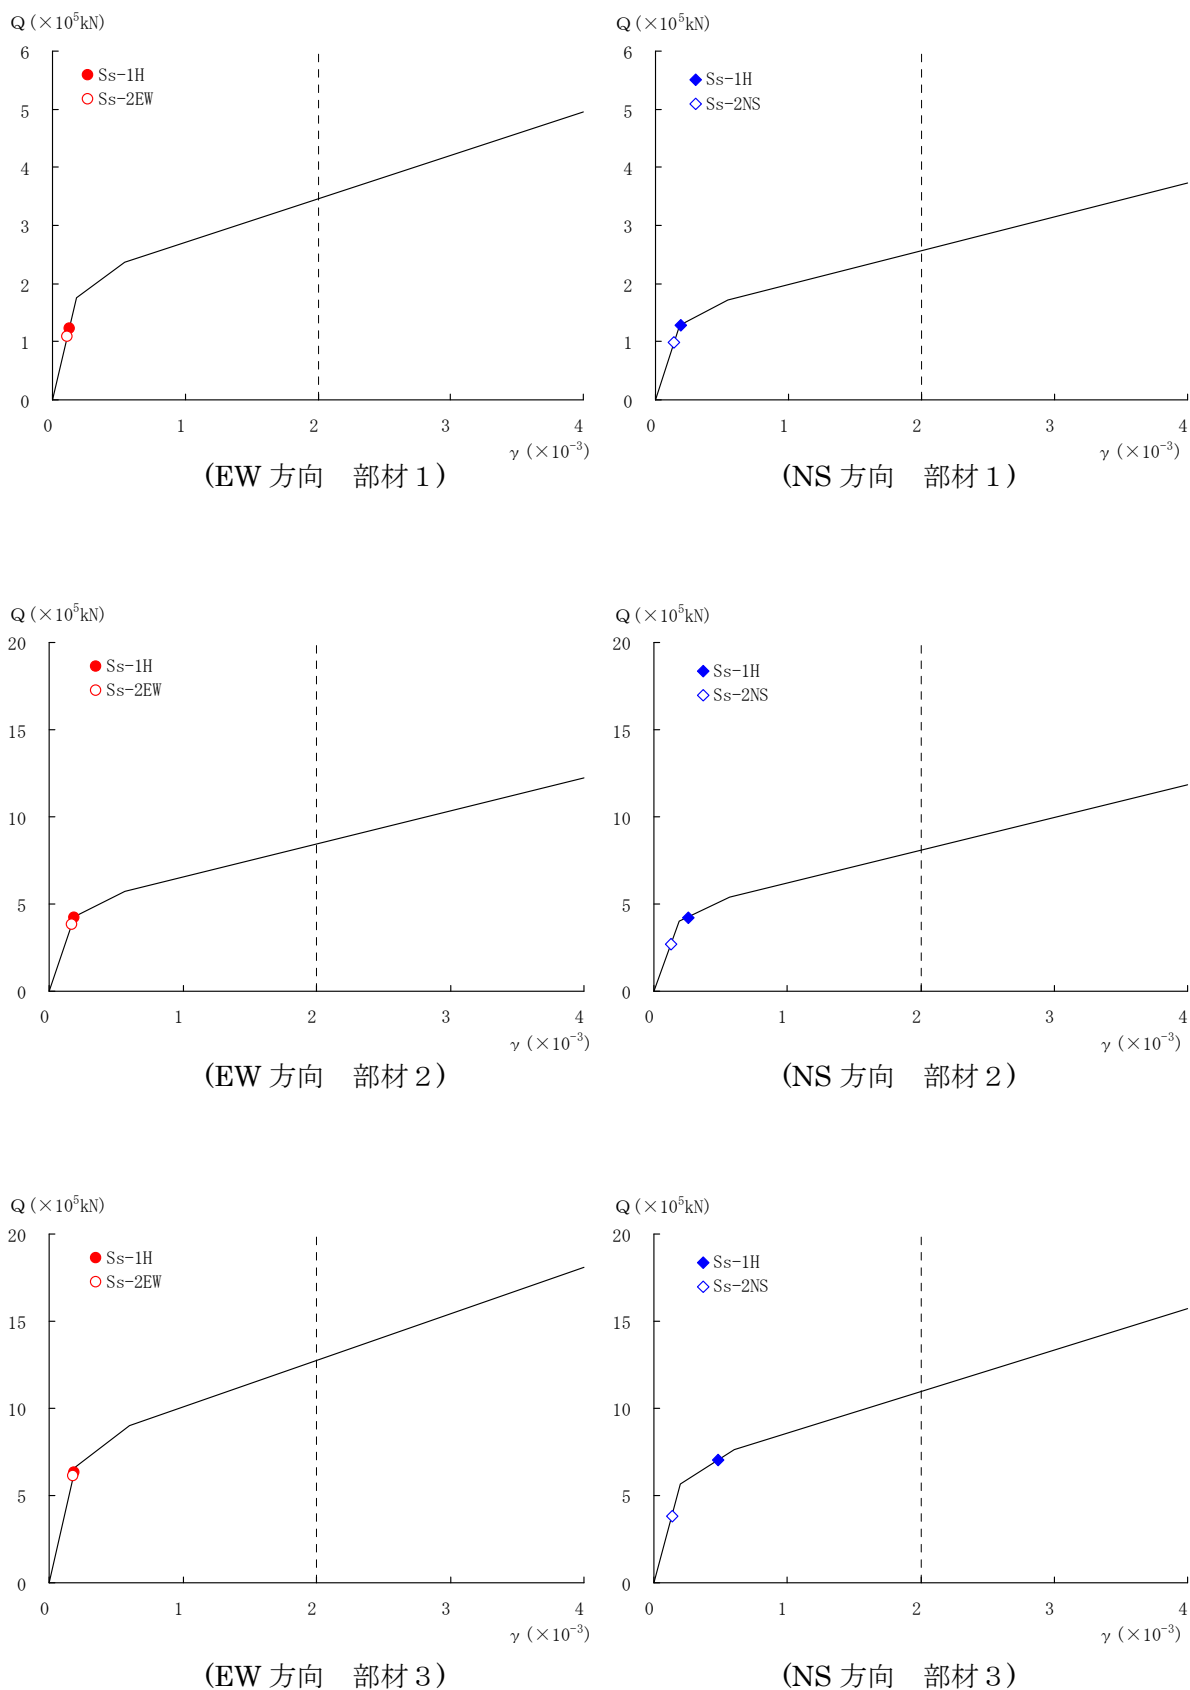 Q (×10⁵kN)
6
5
4
3
2
1
0
Ss-1H
Ss-2EW
0 1 2 3 4
γ (×10⁻³)
(EW 方向　部材１)
Q (×10⁵kN)
6
5
4
3
2
1
0
Ss-1H
Ss-2NS
0 1 2 3 4
γ (×10⁻³)
(NS 方向　部材１)
Q (×10⁵kN)
20
15
10
5
0
Ss-1H
Ss-2EW
0 1 2 3 4
γ (×10⁻³)
(EW 方向　部材２)
Q (×10⁵kN)
20
15
10
5
0
Ss-1H
Ss-2NS
0 1 2 3 4
γ (×10⁻³)
(NS 方向　部材２)
Q (×10⁵kN)
20
15
10
5
0
Ss-1H
Ss-2EW
0 1 2 3 4
γ (×10⁻³)
(EW 方向　部材３)
Q (×10⁵kN)
20
15
10
5
0
Ss-1H
Ss-2NS
0 1 2 3 4
γ (×10⁻³)
(NS 方向　部材３)